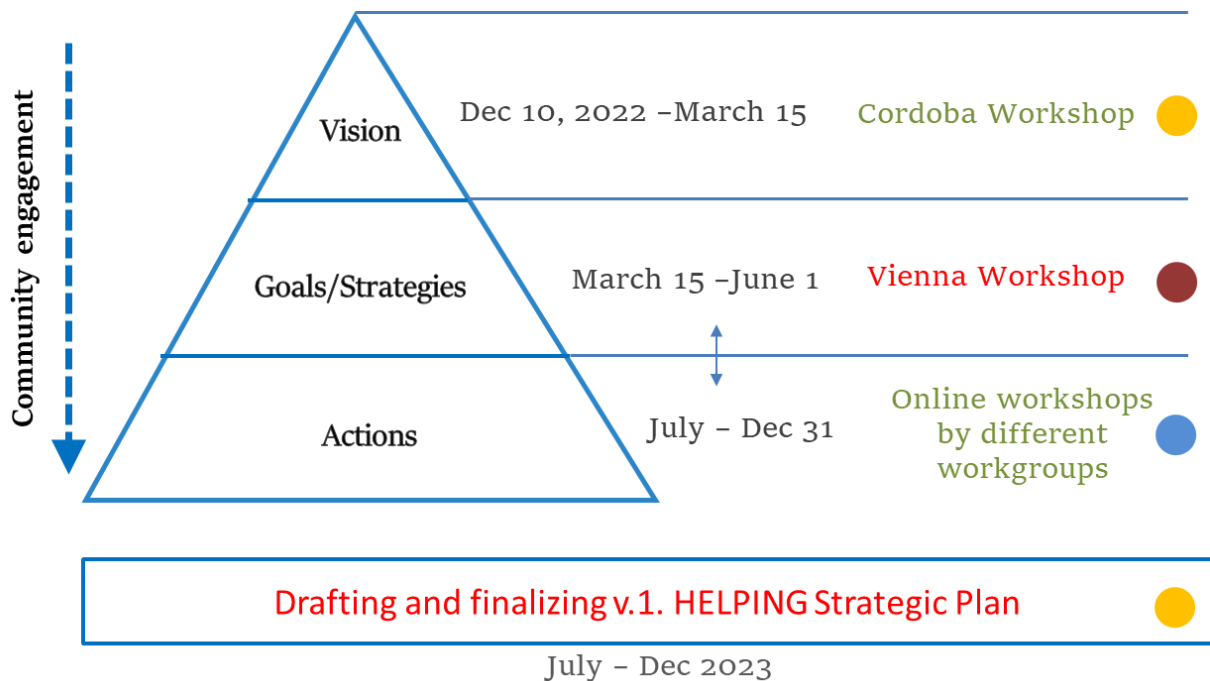 Community engagement
Vision
Dec 10, 2022 –March 15
Cordoba Workshop
Goals/Strategies
March 15 –June 1
Vienna Workshop
Actions
July – Dec 31
Online workshops
by different
workgroups
Drafting and finalizing v.1. HELPING Strategic Plan
July – Dec 2023